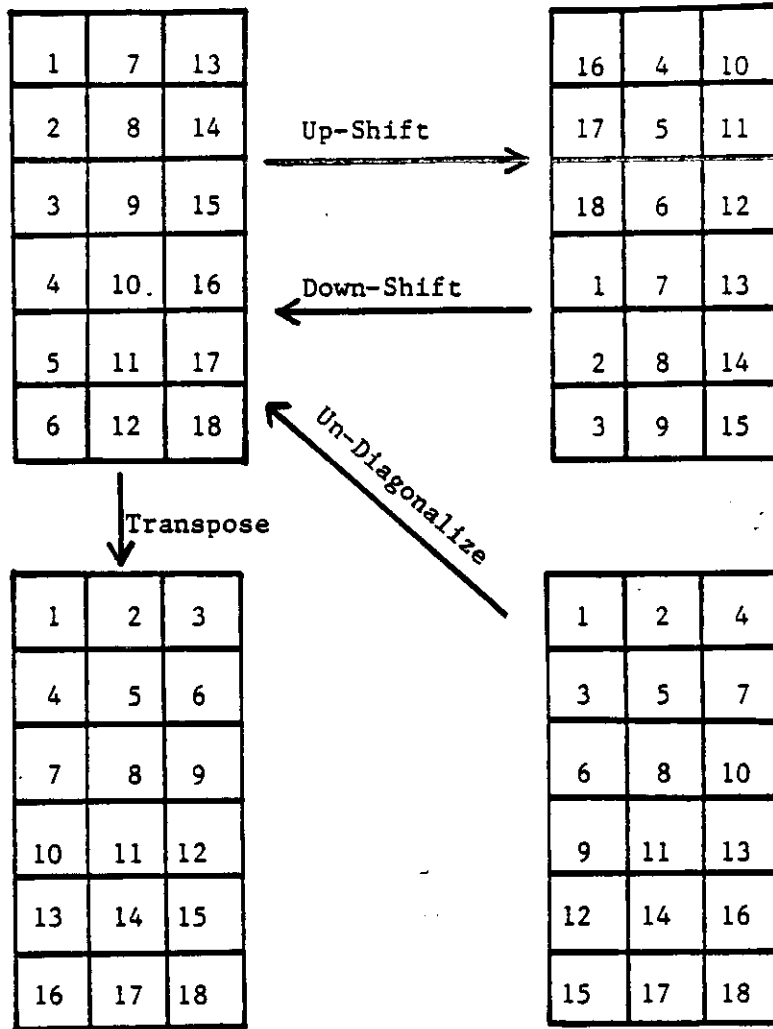 1 7 13
2 8 14
3 9 15
4 10. 16
5 11 17
6 12 18
Up-Shift
Down-Shift
16 4 10
17 5 11
18 6 12
1 7 13
2 8 14
3 9 15
Un-Diagonalize
Transpose
1 2 3
4 5 6
7 8 9
10 11 12
13 14 15
16 17 18
1 2 4
3 5 7
6 8 10
9 11 13
12 14 16
15 17 18